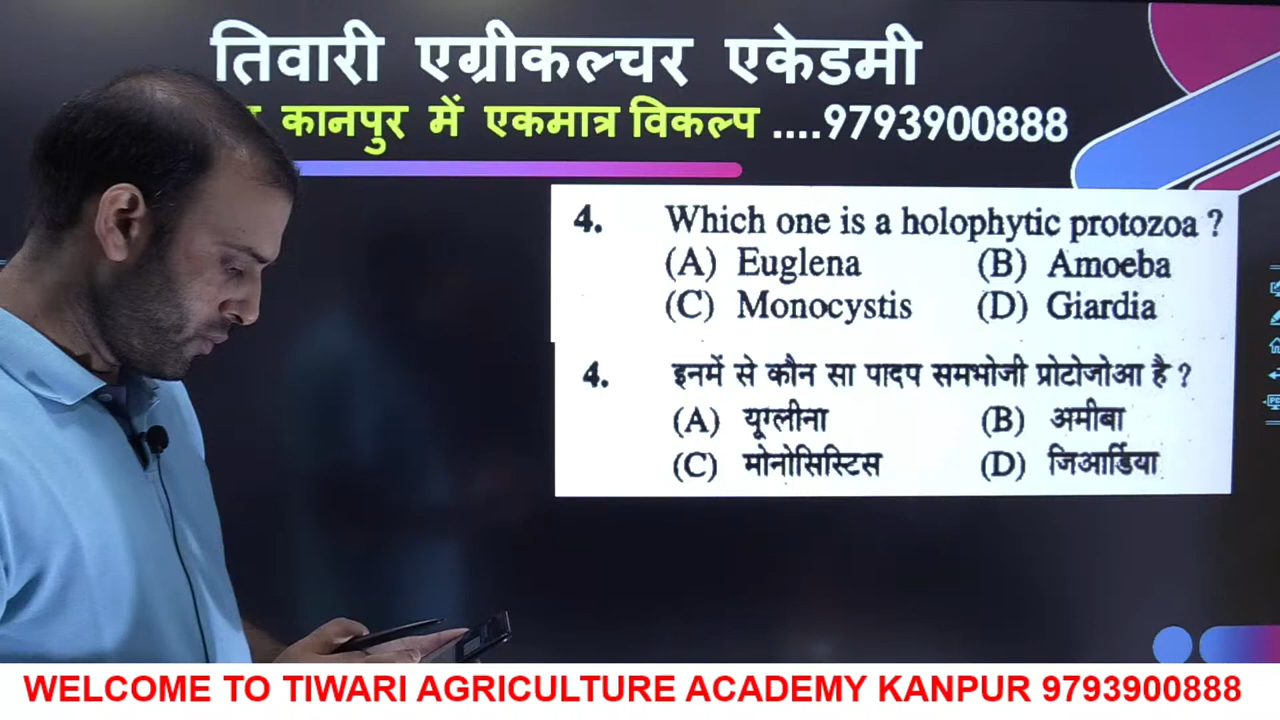 तिवारी एग्रीकल्चर एकेडमी
कानपुर में एकमात्र विकल्प ....9793900888
4. Which one is a holophytic protozoa ?
(A) Euglena (B) Amoeba
(C) Monocystis (D) Giardia
4. इनमें से कौन सा पादप समभोजी प्रोटोजोआ है ?
(A) यूग्लीना (B) अमीबा
(C) मोनोसिस्टिस (D) जिआर्डिया
WELCOME TO TIWARI AGRICULTURE ACADEMY KANPUR 9793900888